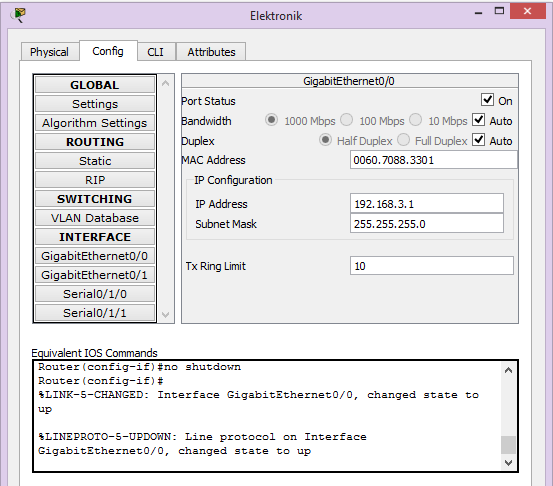 Elektronik
Physical Config CLI Attributes
GLOBAL
Settings
Algorithm Settings
ROUTING
Static
RIP
SWITCHING
VLAN Database
INTERFACE
GigabitEthernet0/0
GigabitEthernet0/1
Serial0/1/0
Serial0/1/1
GigabitEthernet0/0
Port Status On
Bandwidth 1000 Mbps 100 Mbps 10 Mbps Auto
Duplex Half Duplex Full Duplex Auto
MAC Address 0060.7088.3301
IP Configuration
IP Address 192.168.3.1
Subnet Mask 255.255.255.0
Tx Ring Limit 10
Equivalent IOS Commands
Router(config-if)#no shutdown
Router(config-if)#
%LINK-5-CHANGED: Interface GigabitEthernet0/0, changed state to
up
%LINEPROTO-5-UPDOWN: Line protocol on Interface
GigabitEthernet0/0, changed state to up